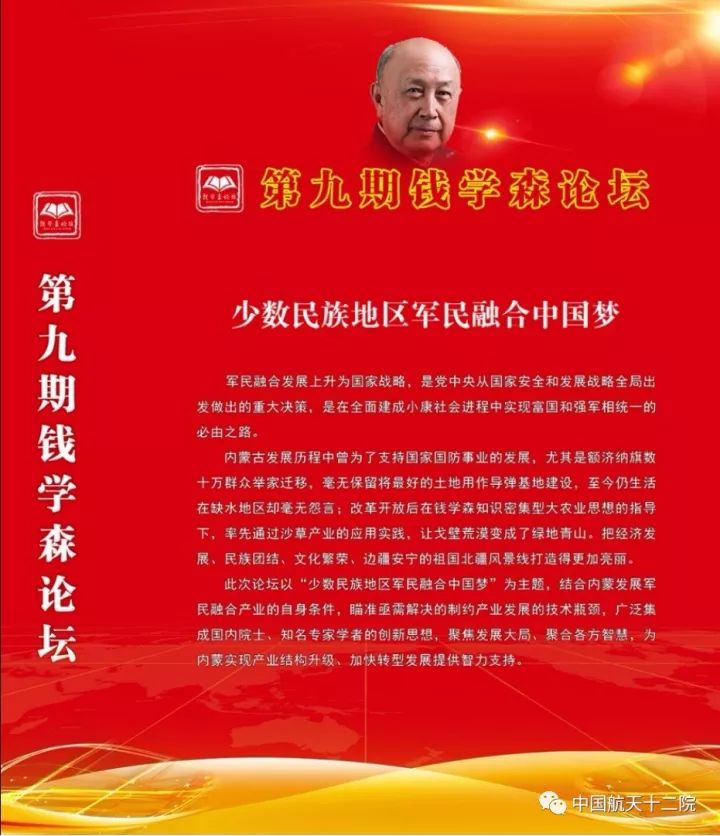 第九期钱学森论坛
第九期钱学森论坛
少数民族地区军民融合中国梦
军民融合发展上升为国家战略，是党中央从国家安全和发展战略全局出
发做出的重大决策，是在全面建成小康社会进程中实现富国和强军相统一的
必由之路。
内蒙古发展历程中曾为了支持国家国防事业的发展，尤其是额济纳旗数
十万群众举家迁移，毫无保留将最好的土地用作导弹基地建设，至今仍生活
在缺水地区却毫无怨言；改革开放后在钱学森知识密集型大农业思想的指导
下，率先通过沙草产业的应用实践，让戈壁荒漠变成了绿地青山。把经济发
展、民族团结、文化繁荣、边疆安宁的祖国北疆风景线打造得更加亮丽。
此次论坛以“少数民族地区军民融合中国梦”为主题，结合内蒙发展军
民融合产业的自身条件，瞄准亟需解决的制约产业发展的技术瓶颈，广泛集
成国内院士、知名专家学者的创新思想，聚焦发展大局、聚合各方智慧，为
内蒙实现产业结构升级、加快转型发展提供智力支持。
中国航天十二院